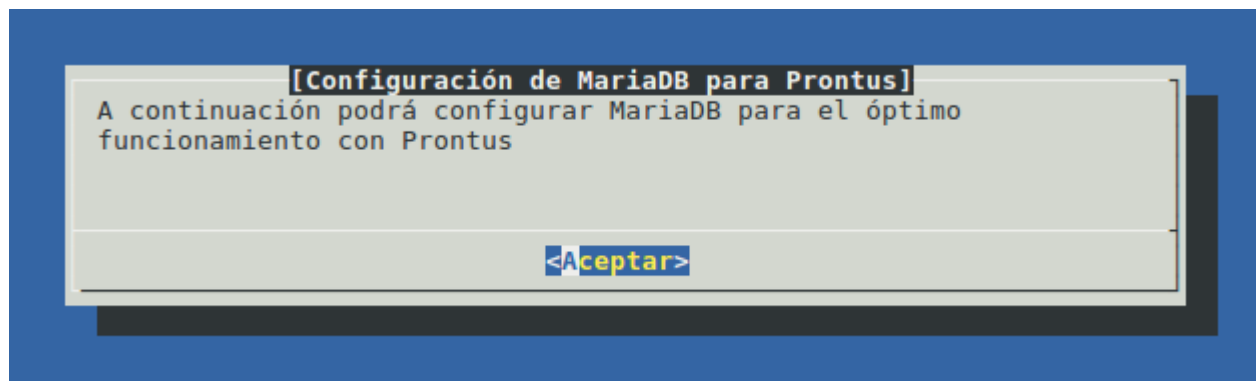 [Configuración de MariaDB para Prontus]
A continuación podrá configurar MariaDB para el óptimo
funcionamiento con Prontus
<Aceptar>